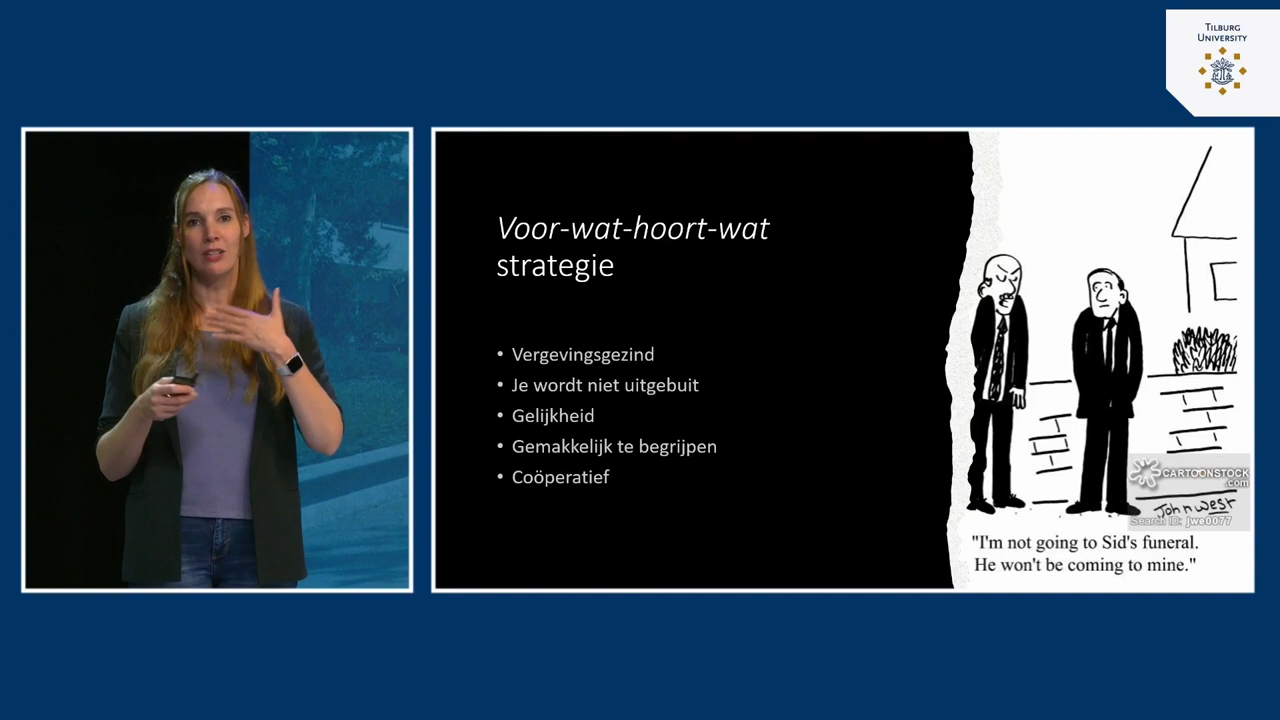 TILBURG
UNIVERSITY
Voor-wat-hoort-wat
strategie
• Vergevingsgezind
• Je wordt niet uitgebuit
• Gelijkheid
• Gemakkelijk te begrijpen
• Coöperatief
CARTOONSTOCK
.com
John West
Search ID: jwe0077
"I'm not going to Sid's funeral.
He won't be coming to mine."